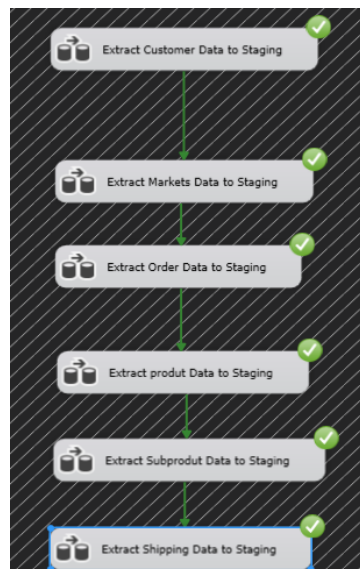 Extract Customer Data to Staging
Extract Markets Data to Staging
Extract Order Data to Staging
Extract produt Data to Staging
Extract Subprodut Data to Staging
Extract Shipping Data to Staging